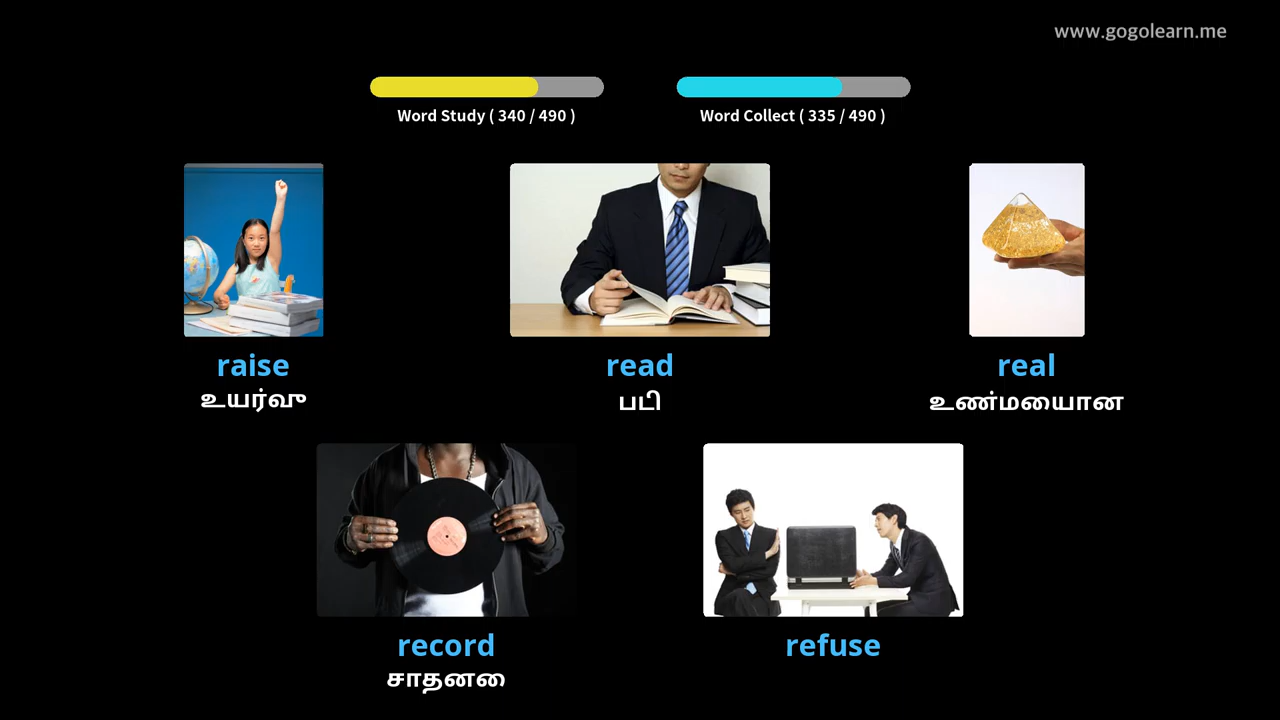 www.gogolearn.me
Word Study ( 340 / 490 )
Word Collect ( 335 / 490 )
raise
உயர்வு
read
படி
real
உண்மையான
record
சாதனை
refuse